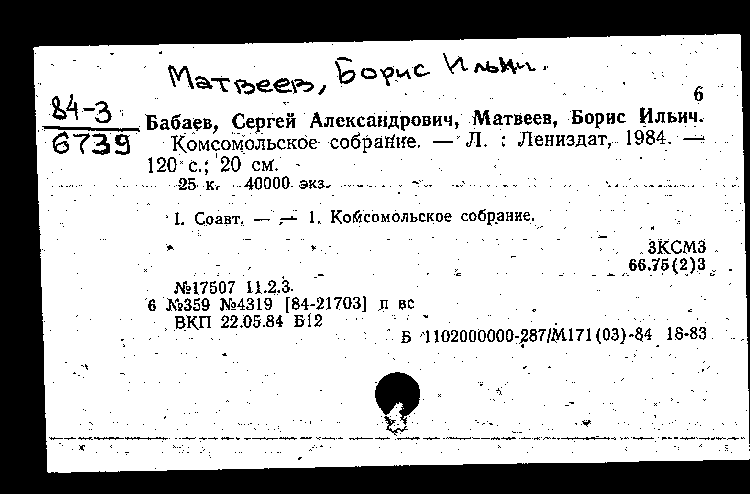 Матвеев, Борис Ильич.
6
84-3
6739
Бабаев, Сергей Александрович, Матвеев, Борис Ильич.
Комсомольское собрание. — Л. : Лениздат, 1984. —
120 с.; 20 см.
25 к. 40000 экз.
I. Соавт. — — 1. Комсомольское собрание.
3КСМ3
66.75(2)3
№17507 11.2.3.
6 №359 №4319 [84-21703] п вс
ВКП 22.05.84 Б12
Б 1102000000-287/М171(03)-84 18-83